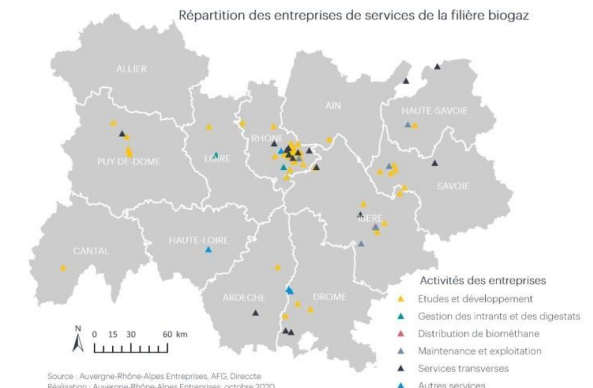 Répartition des entreprises de services de la filière biogaz
ALLIER
AIN
HAUTE-SAVOIE
RHONE
PUY-DE-DOME
LOIRE
SAVOIE
ISERE
HAUTE-LOIRE
CANTAL
ARDECHE
DROME
N
0 15 30 60 km
Activités des entreprises
Etudes et développement
Gestion des intrants et des digestats
Distribution de biométhane
Maintenance et exploitation
Services transverses
Autres services
Source : Auvergne-Rhône-Alpes Entreprises, AFG, Direccte
Réalisation : Auvergne-Rhône-Alpes Entreprises, octobre 2020